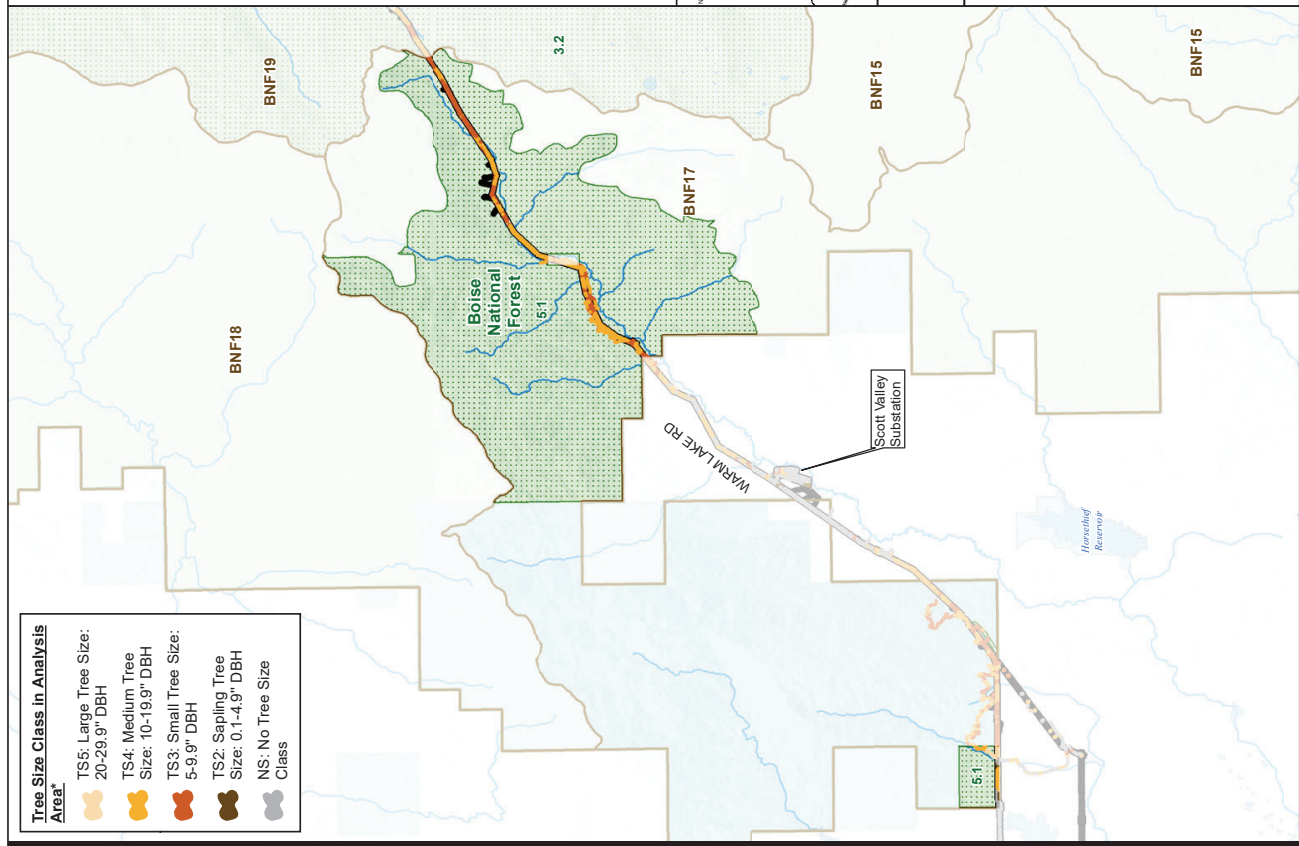 Tree Size Class in Analysis
Area*
TS5: Large Tree Size:
20-29.9" DBH
TS4: Medium Tree
Size: 10-19.9" DBH
TS3: Small Tree Size:
5-9.9" DBH
TS2: Sapling Tree
Size: 0.1-4.9" DBH
NS: No Tree Size
Class
BNF18
BNF19
3.2
BNF15
BNF15
Boise
National
Forest
5.1
BNF17
WARM LAKE RD
Scott Valley
Substation
Horsethief
Reservoir
5.1
N